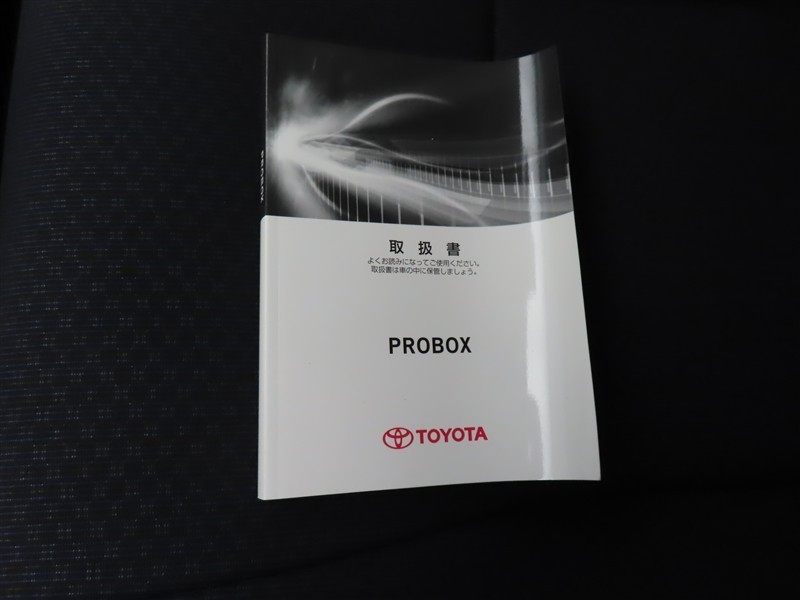 PROBOX
取扱書
よくお読みになってご使用ください。
取扱書は車の中に保管しましょう。
PROBOX
TOYOTA